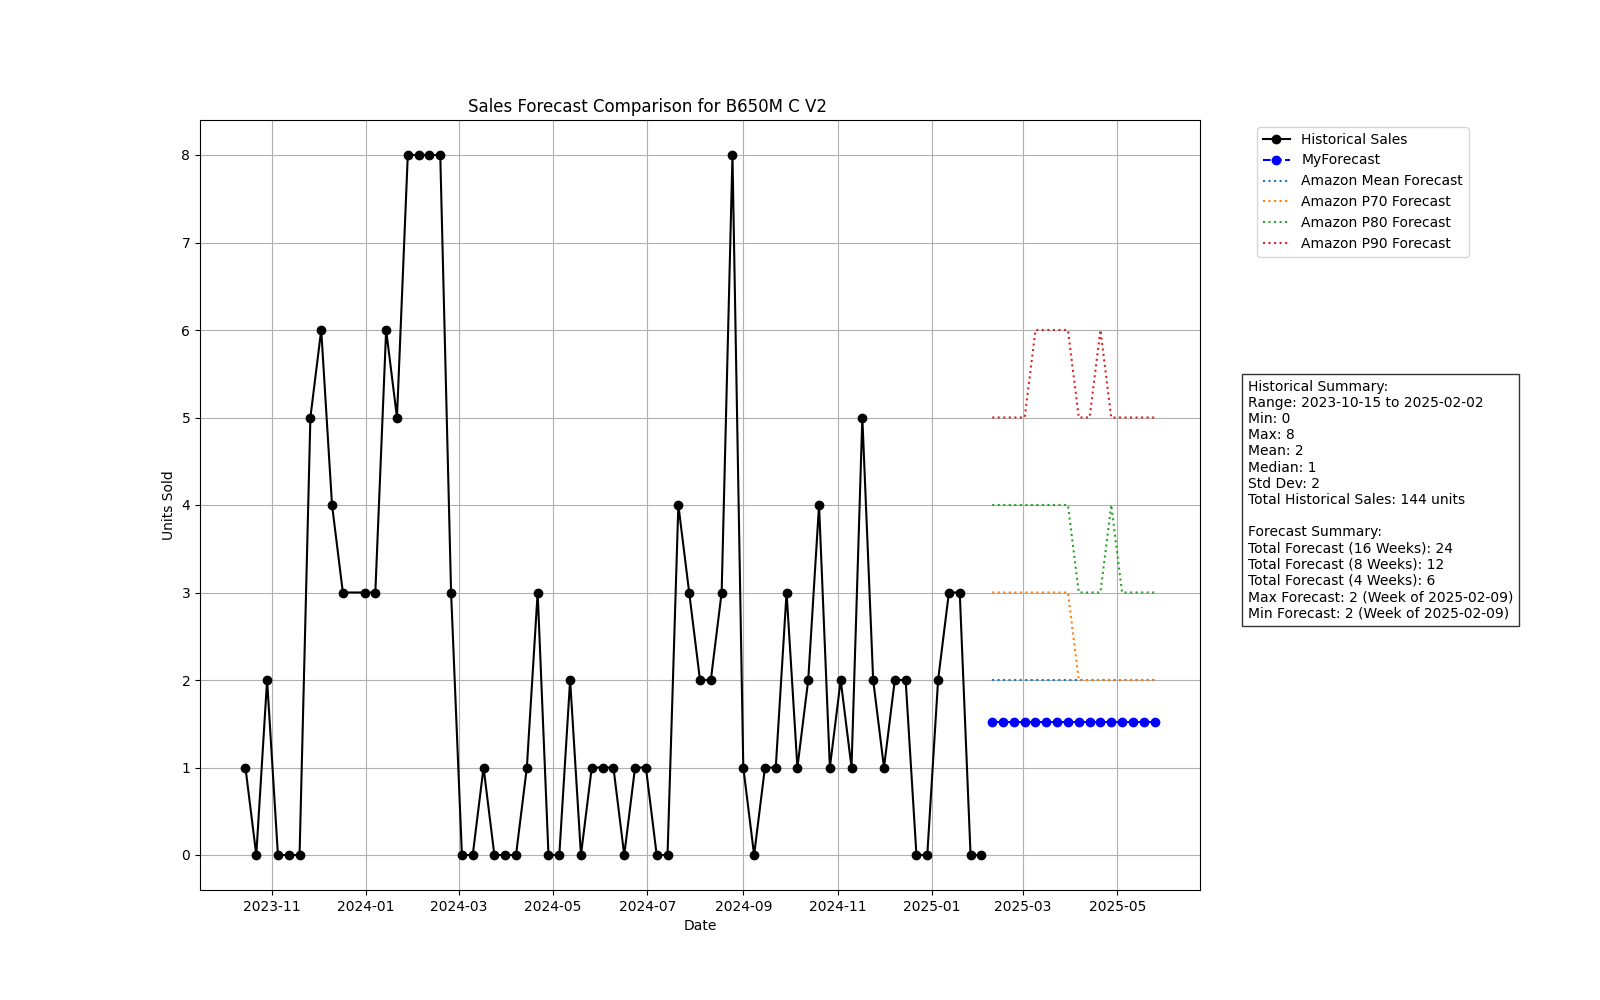 Sales Forecast Comparison for B650M C V2
Historical Sales
MyForecast
Amazon Mean Forecast
Amazon P70 Forecast
Amazon P80 Forecast
Amazon P90 Forecast
8
7
6
5
4
3
2
1
0
Units Sold
2023-11
2024-01
2024-03
2024-05
2024-07
2024-09
2024-11
2025-01
2025-03
2025-05
Date
Historical Summary:
Range: 2023-10-15 to 2025-02-02
Min: 0
Max: 8
Mean: 2
Median: 1
Std Dev: 2
Total Historical Sales: 144 units
Forecast Summary:
Total Forecast (16 Weeks): 24
Total Forecast (8 Weeks): 12
Total Forecast (4 Weeks): 6
Max Forecast: 2 (Week of 2025-02-09)
Min Forecast: 2 (Week of 2025-02-09)